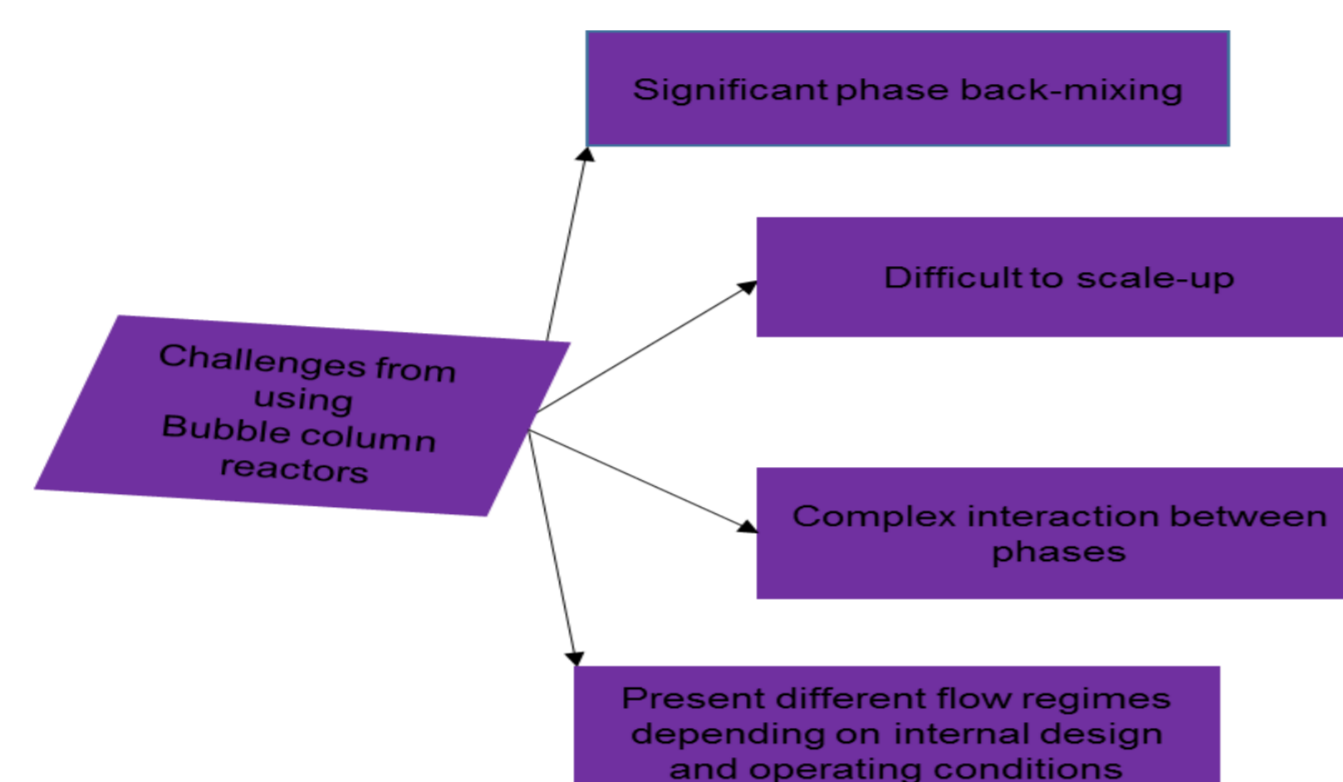 Significant phase back-mixing
Difficult to scale-up
Challenges from
using
Bubble column
reactors
Complex interaction between
phases
Present different flow regimes
depending on internal design
and operating conditions